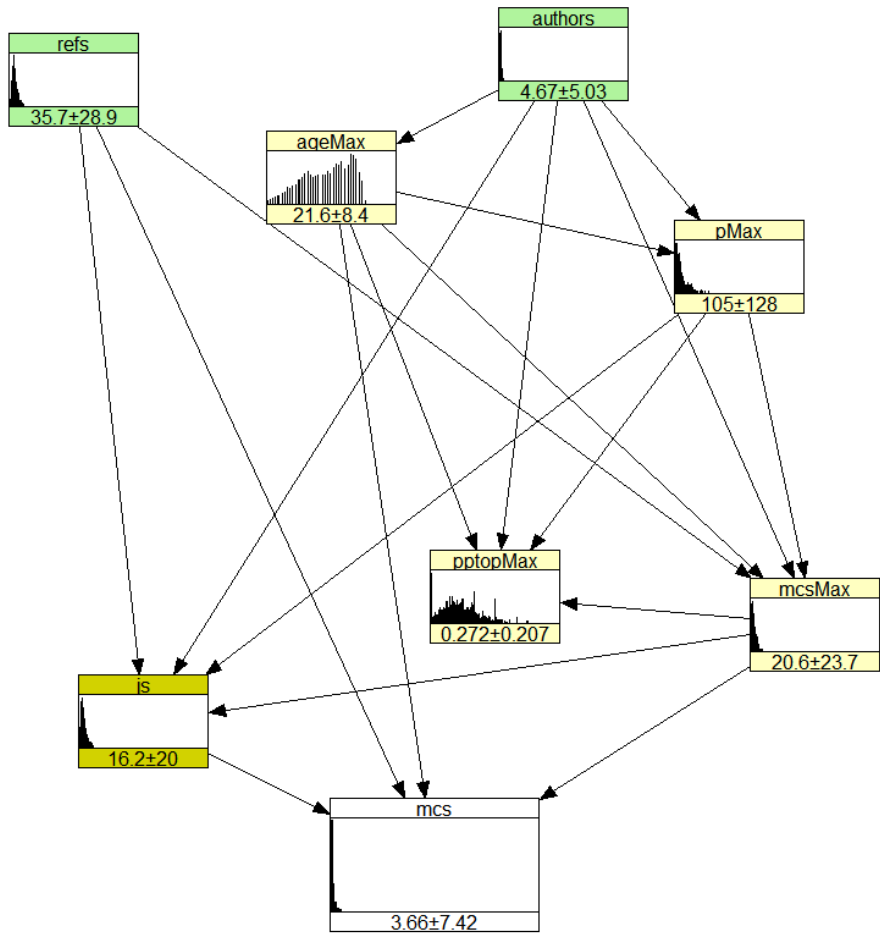 authors
4.67±5.03
refs
35.7±28.9
ageMax
21.6±8.4
pMax
105±128
pptopMax
0.272±0.207
mcsMax
20.6±23.7
js
16.2±20
mcs
3.66±7.42